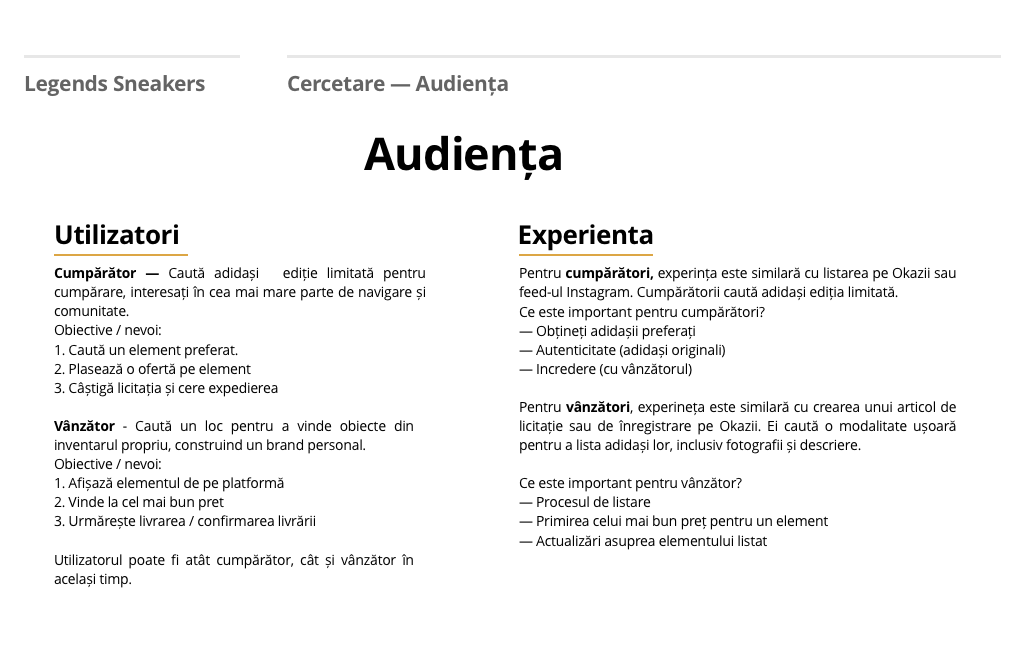 Legends Sneakers
Cercetare — Audiența
Audiența
Utilizatori
Cumpărător — Caută adidași ediție limitată pentru
cumpărare, interesați în cea mai mare parte de navigare și
comunitate.
Obiective / nevoi:
1. Caută un element preferat.
2. Plasează o ofertă pe element
3. Câștigă licitația și cere expedierea
Vânzător - Caută un loc pentru a vinde obiecte din
inventarul propriu, construind un brand personal.
Obiective / nevoi:
1. Afișază elementul de pe platformă
2. Vinde la cel mai bun pret
3. Urmărește livrarea / confirmarea livrării
Utilizatorul poate fi atât cumpărător, cât și vânzător în
același timp.
Experienta
Pentru cumpărători, experința este similară cu listarea pe Okazii sau
feed-ul Instagram. Cumpărătorii caută adidași ediția limitată.
Ce este important pentru cumpărători?
— Obțineți adidașii preferați
— Autenticitate (adidași originali)
— Incredere (cu vânzătorul)
Pentru vânzători, experineța este similară cu crearea unui articol de
licitație sau de înregistrare pe Okazii. Ei caută o modalitate ușoară
pentru a lista adidași lor, inclusiv fotografii și descriere.
Ce este important pentru vânzător?
— Procesul de listare
— Primirea celui mai bun preț pentru un element
— Actualizări asuprea elementului listat